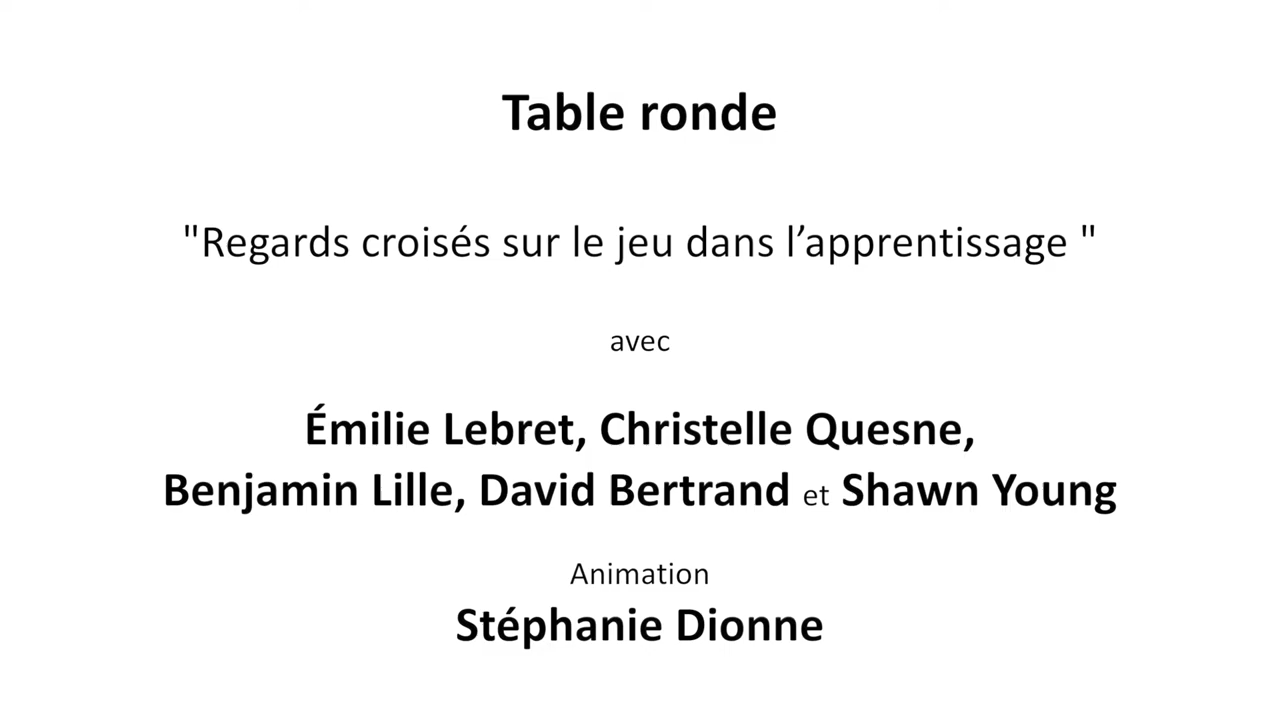 Table ronde
"Regards croisés sur le jeu dans l’apprentissage "
avec
Émilie Lebret, Christelle Quesne,
Benjamin Lille, David Bertrand et Shawn Young
Animation
Stéphanie Dionne